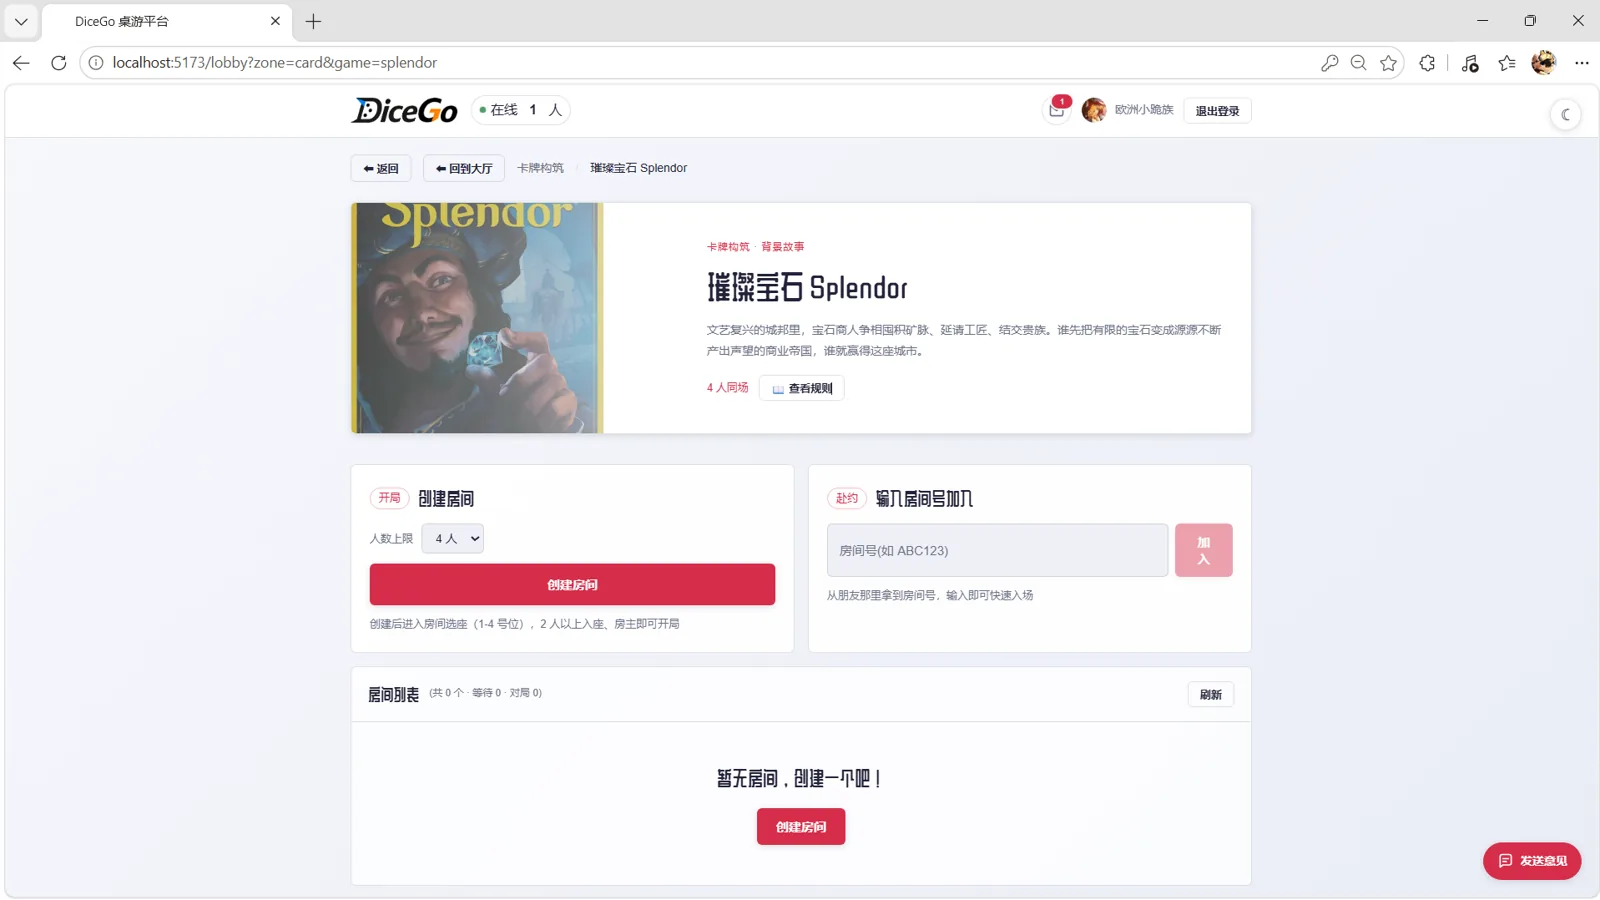 DiceGo 桌游平台
localhost:5173/lobby?zone=card&game=splendor
DiceGo
在线 1 人
1
欧洲小跪族
退出登录
⬅ 返回
⬅ 回到大厅
卡牌构筑 / 璀璨宝石 Splendor
Splendor
卡牌构筑 · 背景故事
璀璨宝石 Splendor
文艺复兴的城邦里，宝石商人争相囤积矿脉、延请工匠、结交贵族。谁先把有限的宝石变成源源不断
产出声望的商业帝国，谁就赢得这座城市。
4 人同场
📖 查看规则
开局 创建房间
人数上限 4 人
创建房间
创建后进入房间选座（1-4 号位），2 人以上入座、房主即可开局
赴约 输入房间号加入
房间号(如 ABC123)
加
入
从朋友那里拿到房间号，输入即可快速入场
房间列表 (共 0 个 · 等待 0 · 对局 0)
刷新
暂无房间，创建一个吧！
创建房间
发送意见